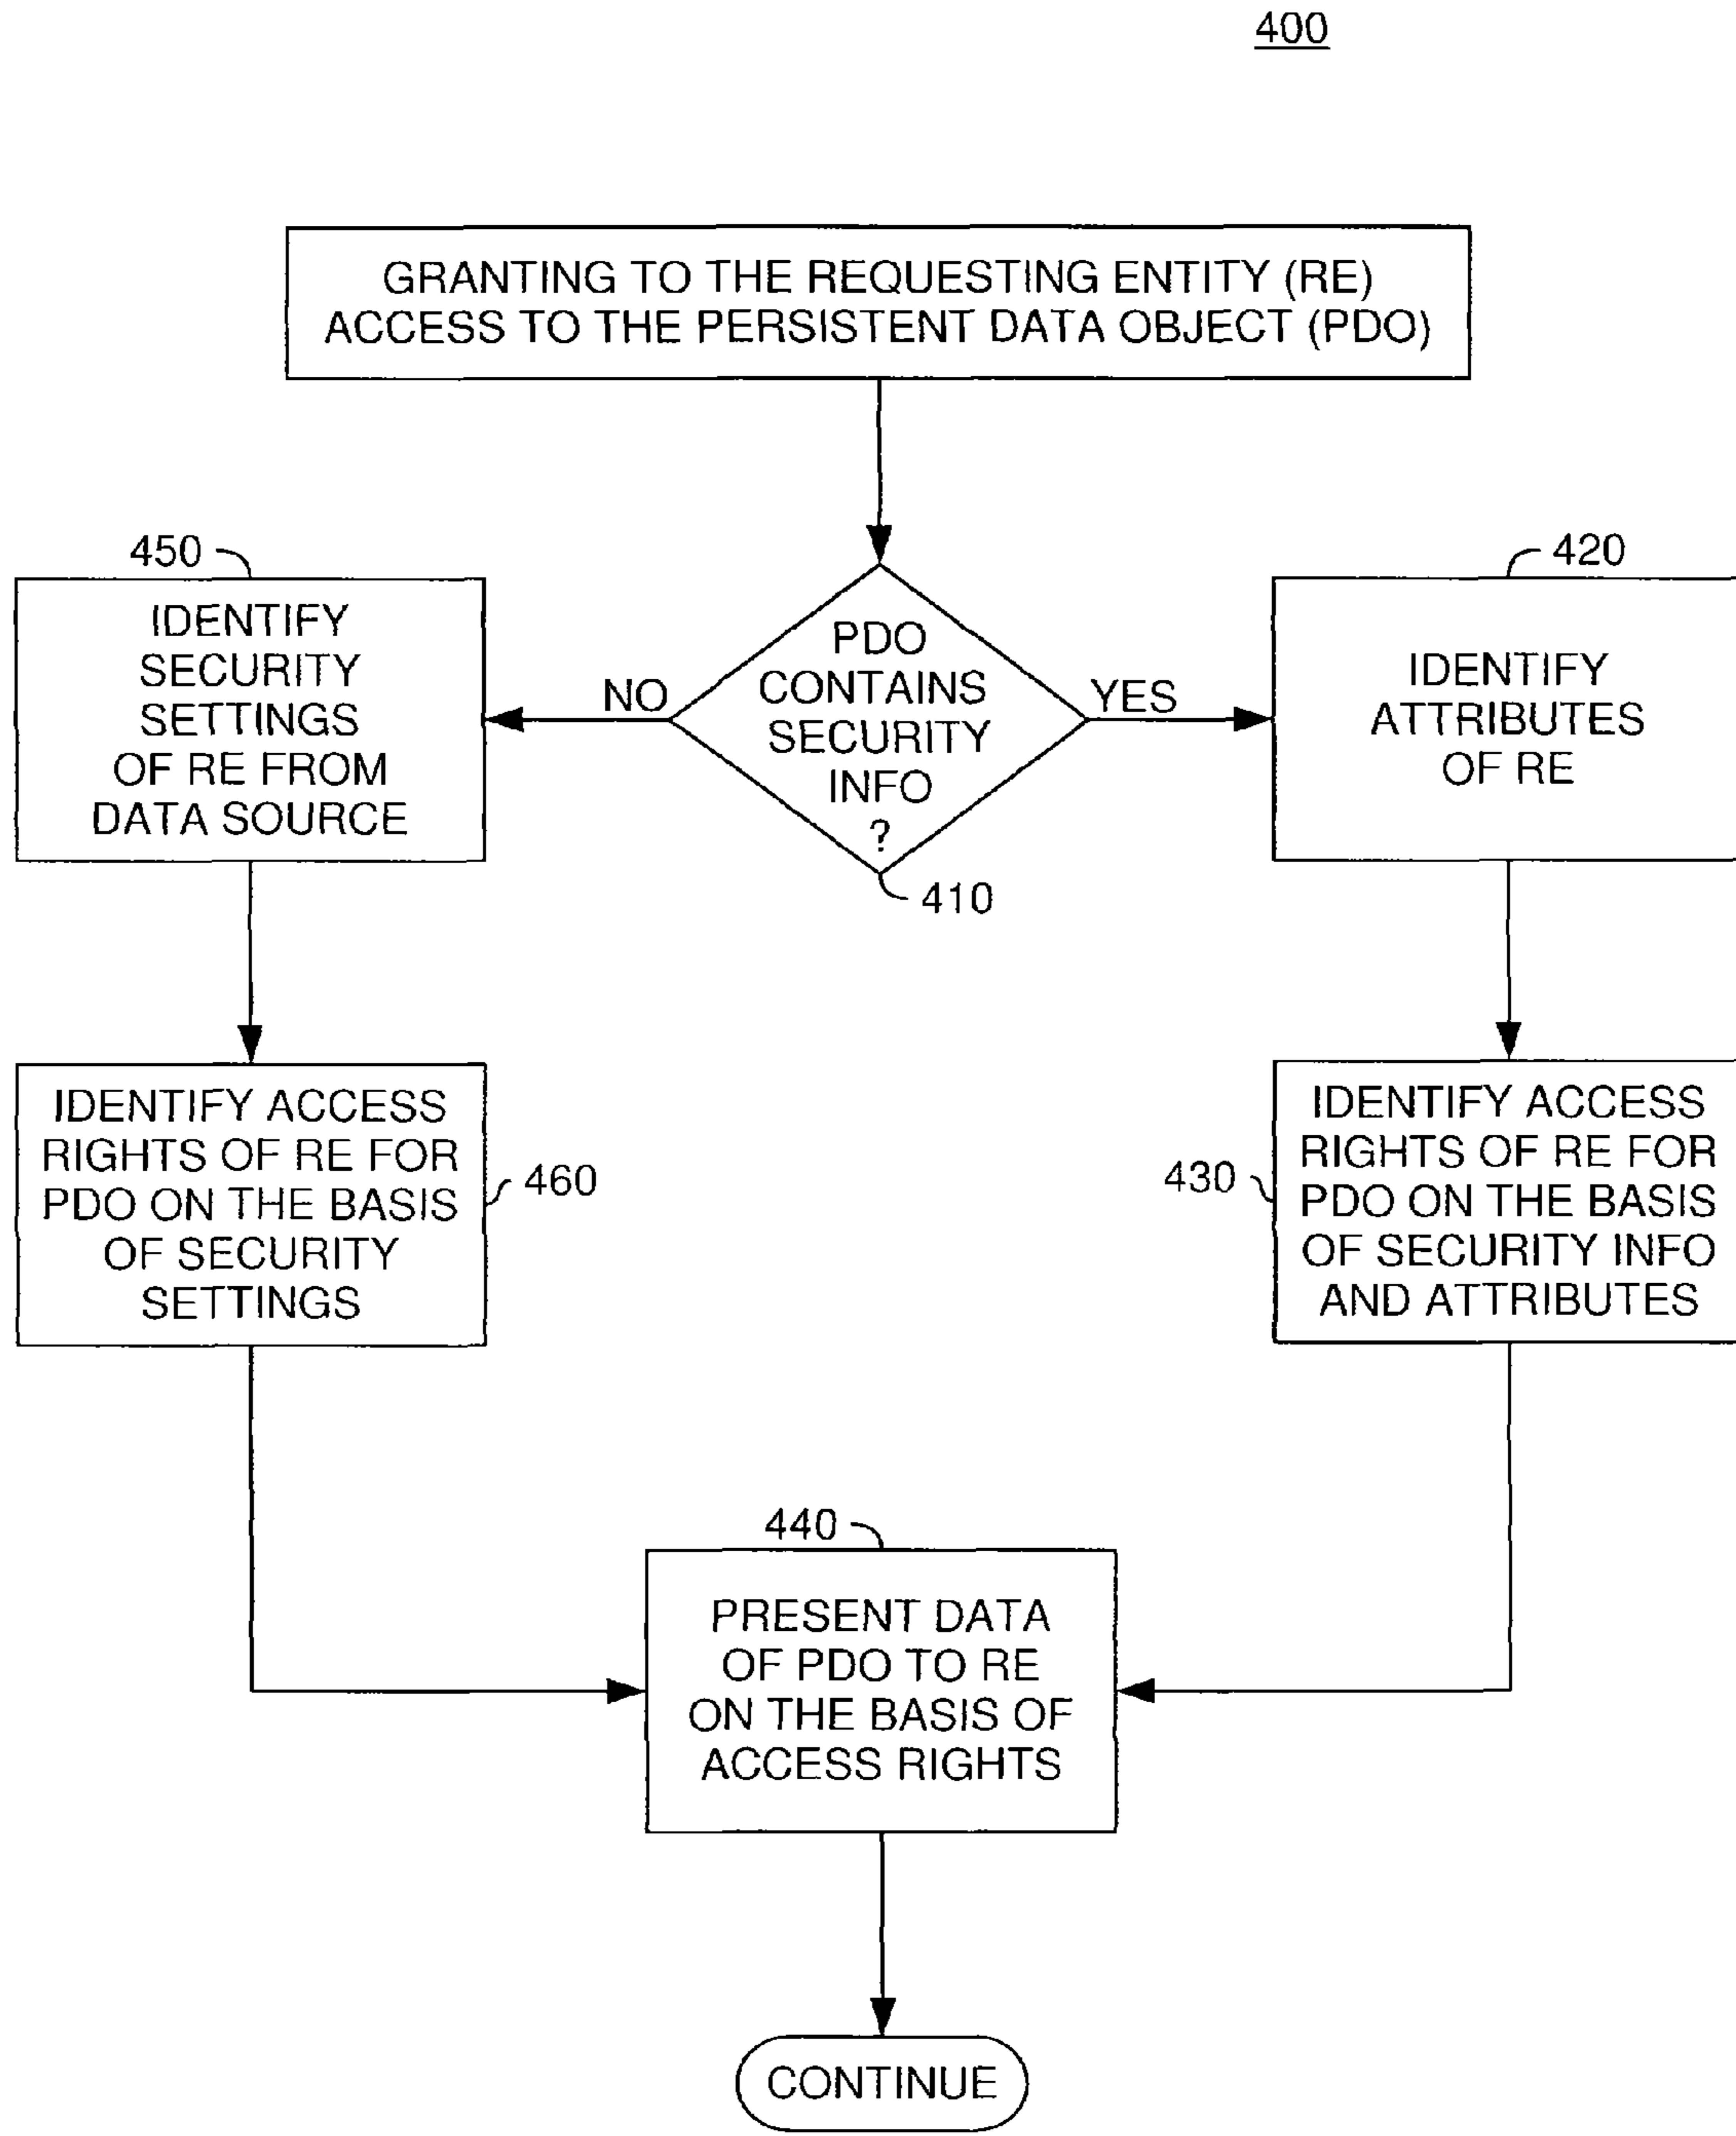 400
GRANTING TO THE REQUESTING ENTITY (RE)
ACCESS TO THE PERSISTENT DATA OBJECT (PDO)
450
IDENTIFY
SECURITY
SETTINGS
OF RE FROM
DATA SOURCE
NO
PDO
CONTAINS
SECURITY
INFO
?
410
YES
420
IDENTIFY
ATTRIBUTES
OF RE
IDENTIFY ACCESS
RIGHTS OF RE FOR
PDO ON THE BASIS
OF SECURITY
SETTINGS
460
430
IDENTIFY ACCESS
RIGHTS OF RE FOR
PDO ON THE BASIS
OF SECURITY INFO
AND ATTRIBUTES
440
PRESENT DATA
OF PDO TO RE
ON THE BASIS OF
ACCESS RIGHTS
CONTINUE